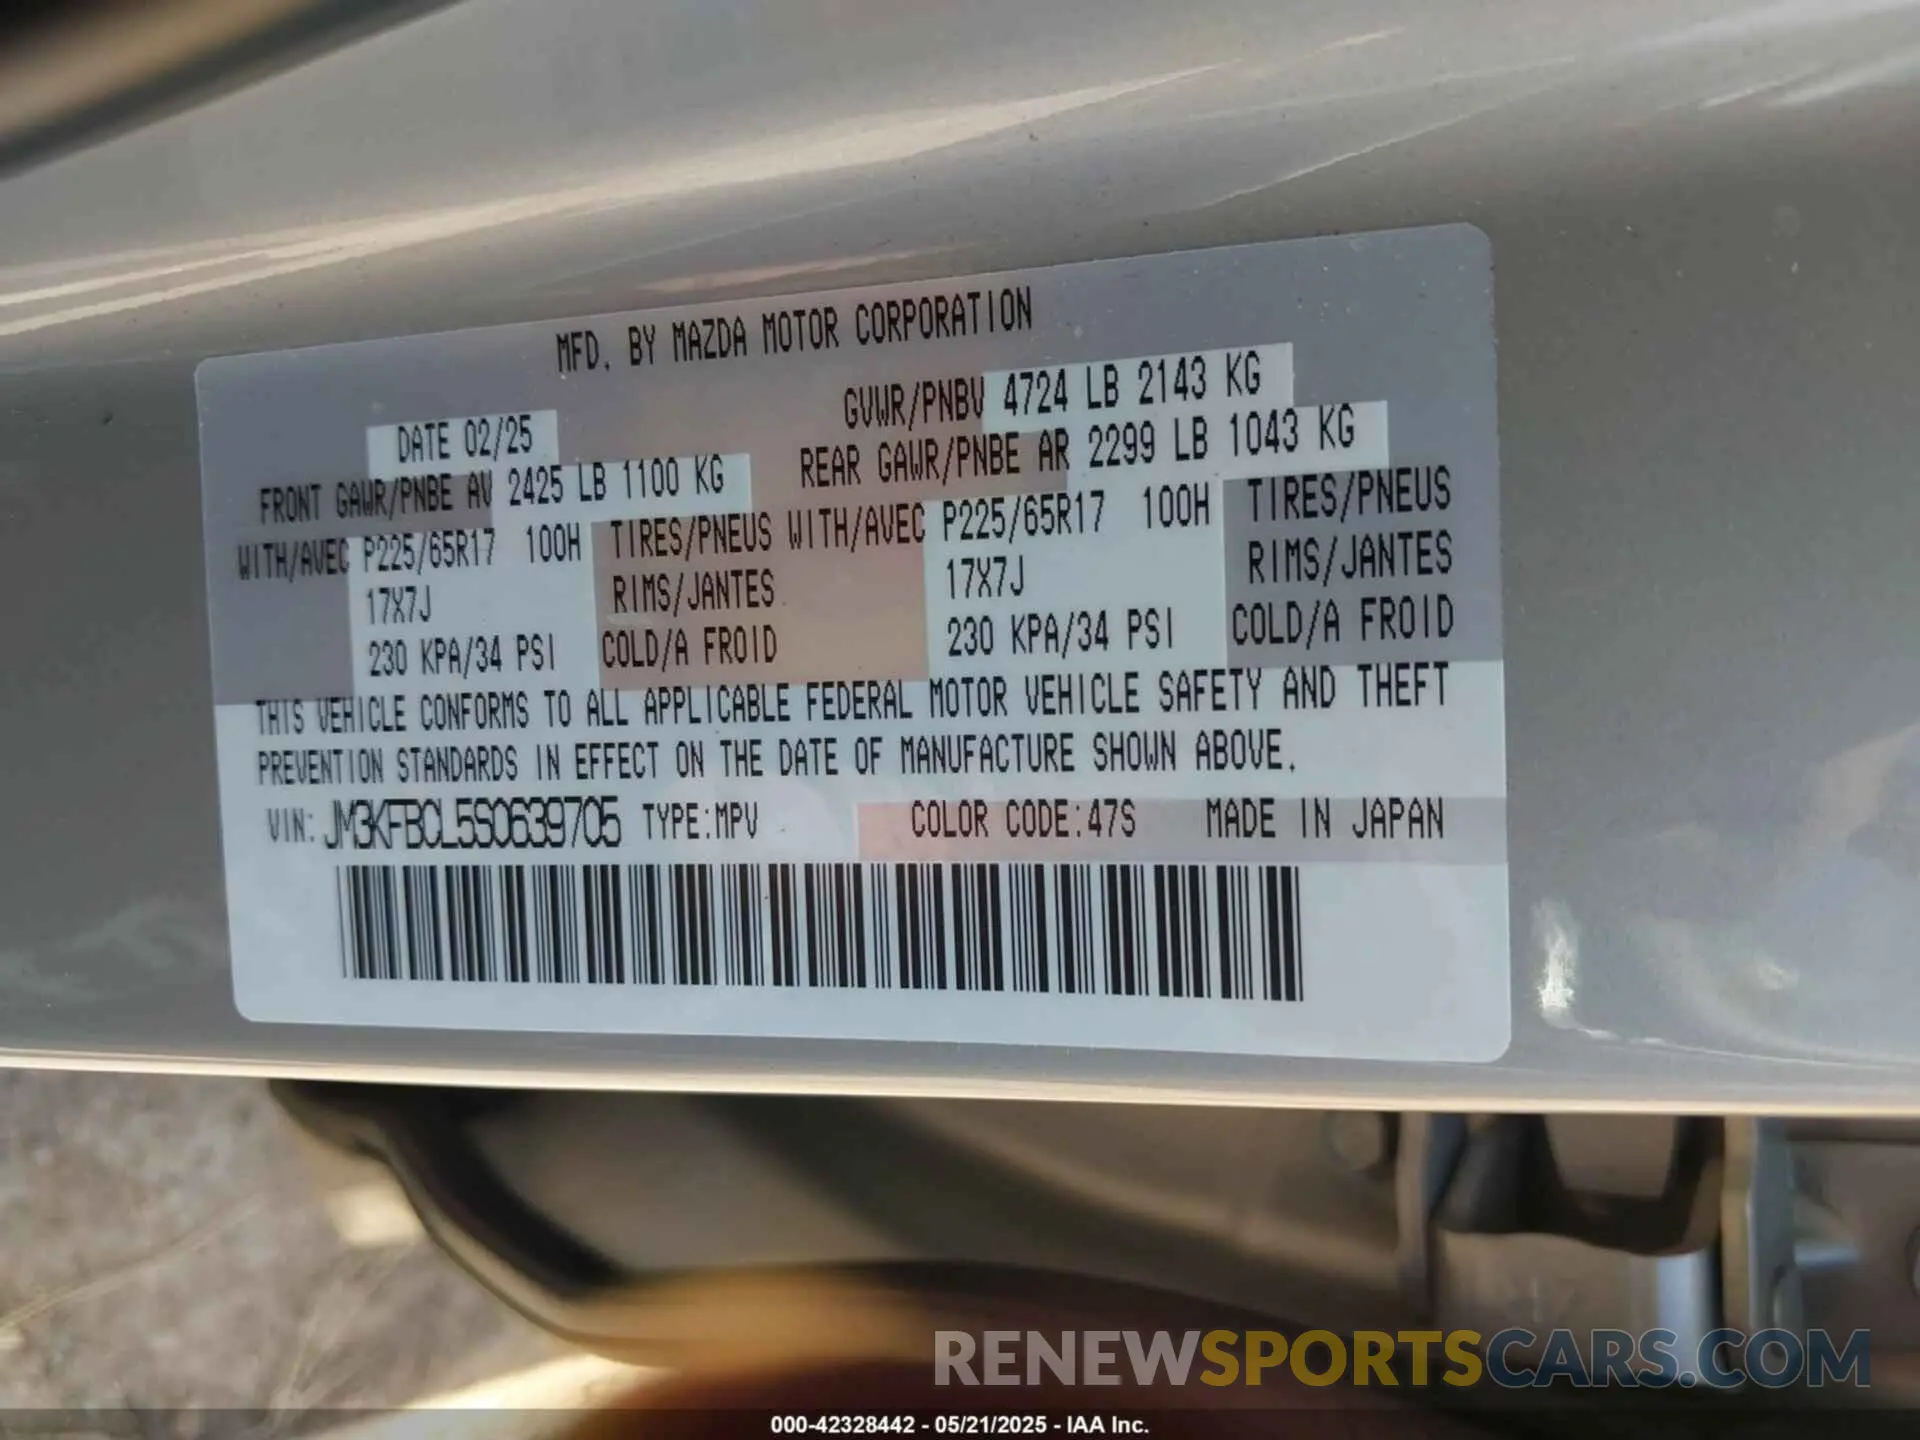 MFD. BY MAZDA MOTOR CORPORATION
DATE 02/25 GVWR/PNBV 4724 LB 2143 KG
FRONT GAWR/PNBE AV 2425 LB 1100 KG REAR GAWR/PNBE AR 2299 LB 1043 KG
WITH/AVEC P225/65R17 100H TIRES/PNEUS WITH/AVEC P225/65R17 100H TIRES/PNEUS
17X7J RIMS/JANTES 17X7J RIMS/JANTES
230 KPA/34 PSI COLD/A FROID 230 KPA/34 PSI COLD/A FROID
THIS VEHICLE CONFORMS TO ALL APPLICABLE FEDERAL MOTOR VEHICLE SAFETY AND THEFT
PREVENTION STANDARDS IN EFFECT ON THE DATE OF MANUFACTURE SHOWN ABOVE.
VIN: JM3KFBCL5S0639705 TYPE:MPV COLOR CODE:47S MADE IN JAPAN
RENEWSPORTSCARS.COM
000-42328442 - 05/21/2025 - IAA Inc.